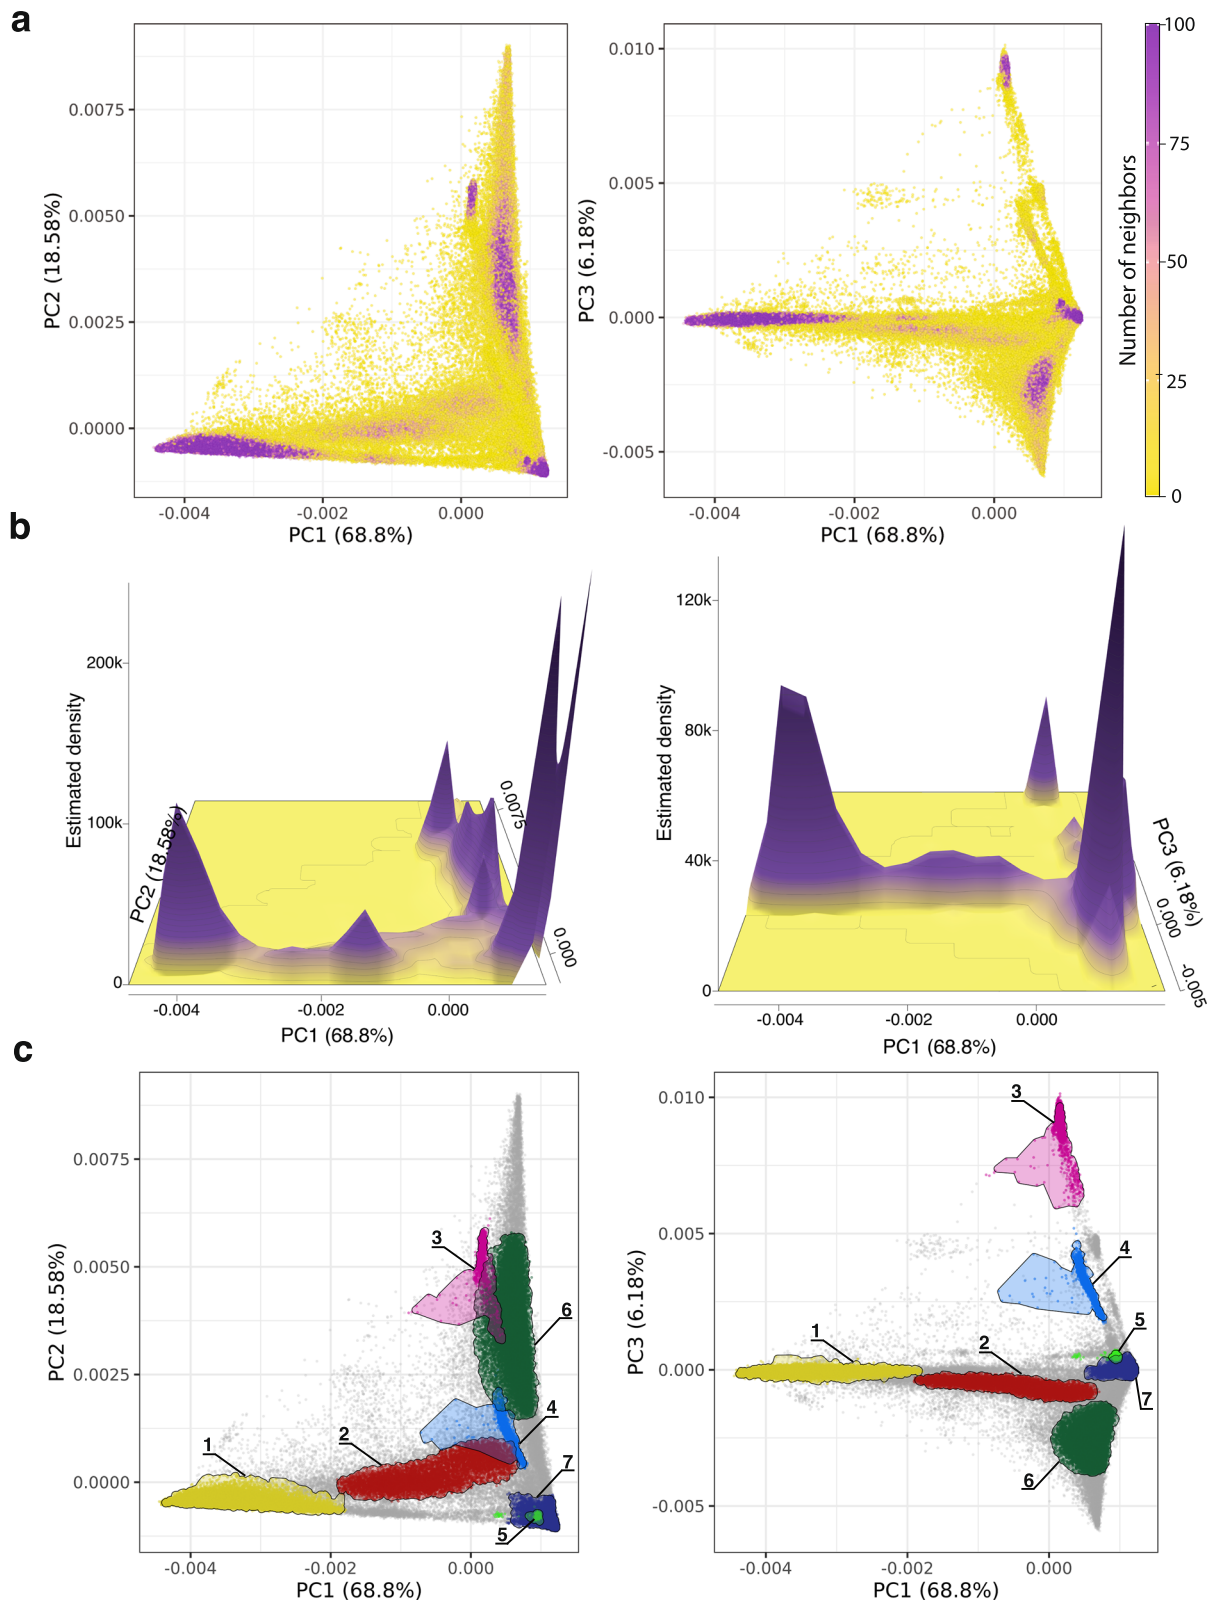 a
PC2 (18.58%)
0.0075
0.0050
0.0025
0.0000
-0.004
-0.002
0.000
PC1 (68.8%)
PC3 (6.18%)
0.010
0.005
0.000
-0.005
-0.004
-0.002
0.000
PC1 (68.8%)
Number of neighbors
100
75
50
25
0
b
Estimated density
200k
100k
0
PC2 (18.58%)
0.0075
0.000
-0.004
-0.002
0.000
PC1 (68.8%)
Estimated density
120k
80k
40k
0
PC3 (6.18%)
0.000
-0.005
-0.004
-0.002
0.000
PC1 (68.8%)
c
PC2 (18.58%)
0.0075
0.0050
0.0025
0.0000
3
6
4
2
1
7
5
-0.004
-0.002
0.000
PC1 (68.8%)
PC3 (6.18%)
0.010
0.005
0.000
-0.005
3
4
5
1
2
7
6
-0.004
-0.002
0.000
PC1 (68.8%)